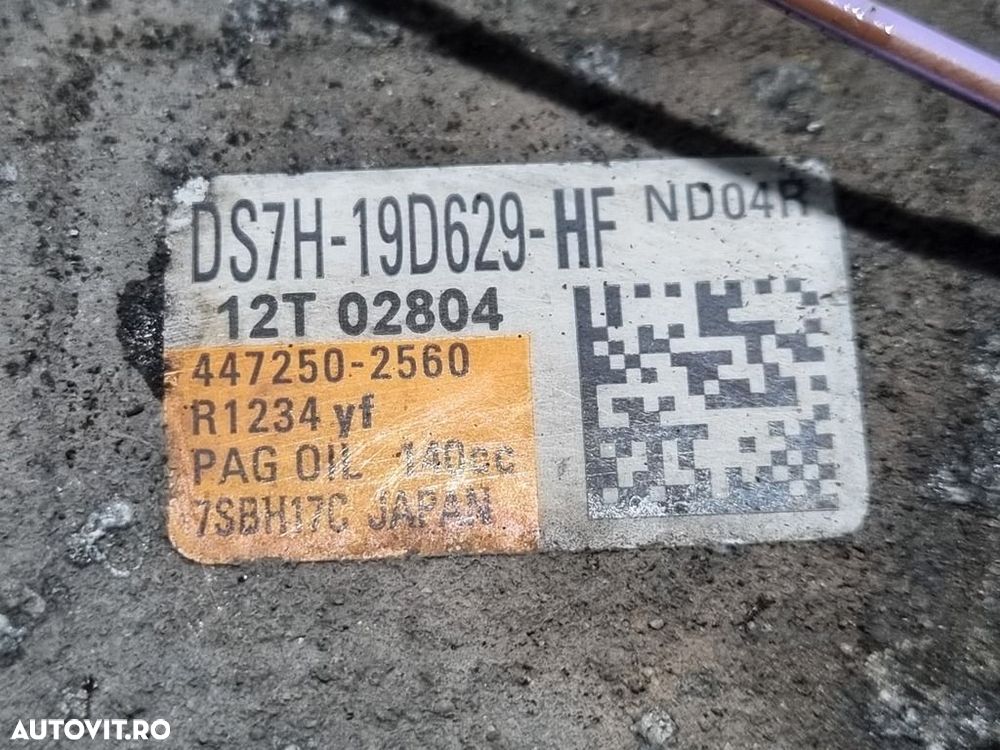 DS7H-19D629-HF ND04R
12T 02804
447250-2560
R1234 yf
PAG OIL 140cc
7SBH17C JAPAN
AUTOVIT.RO